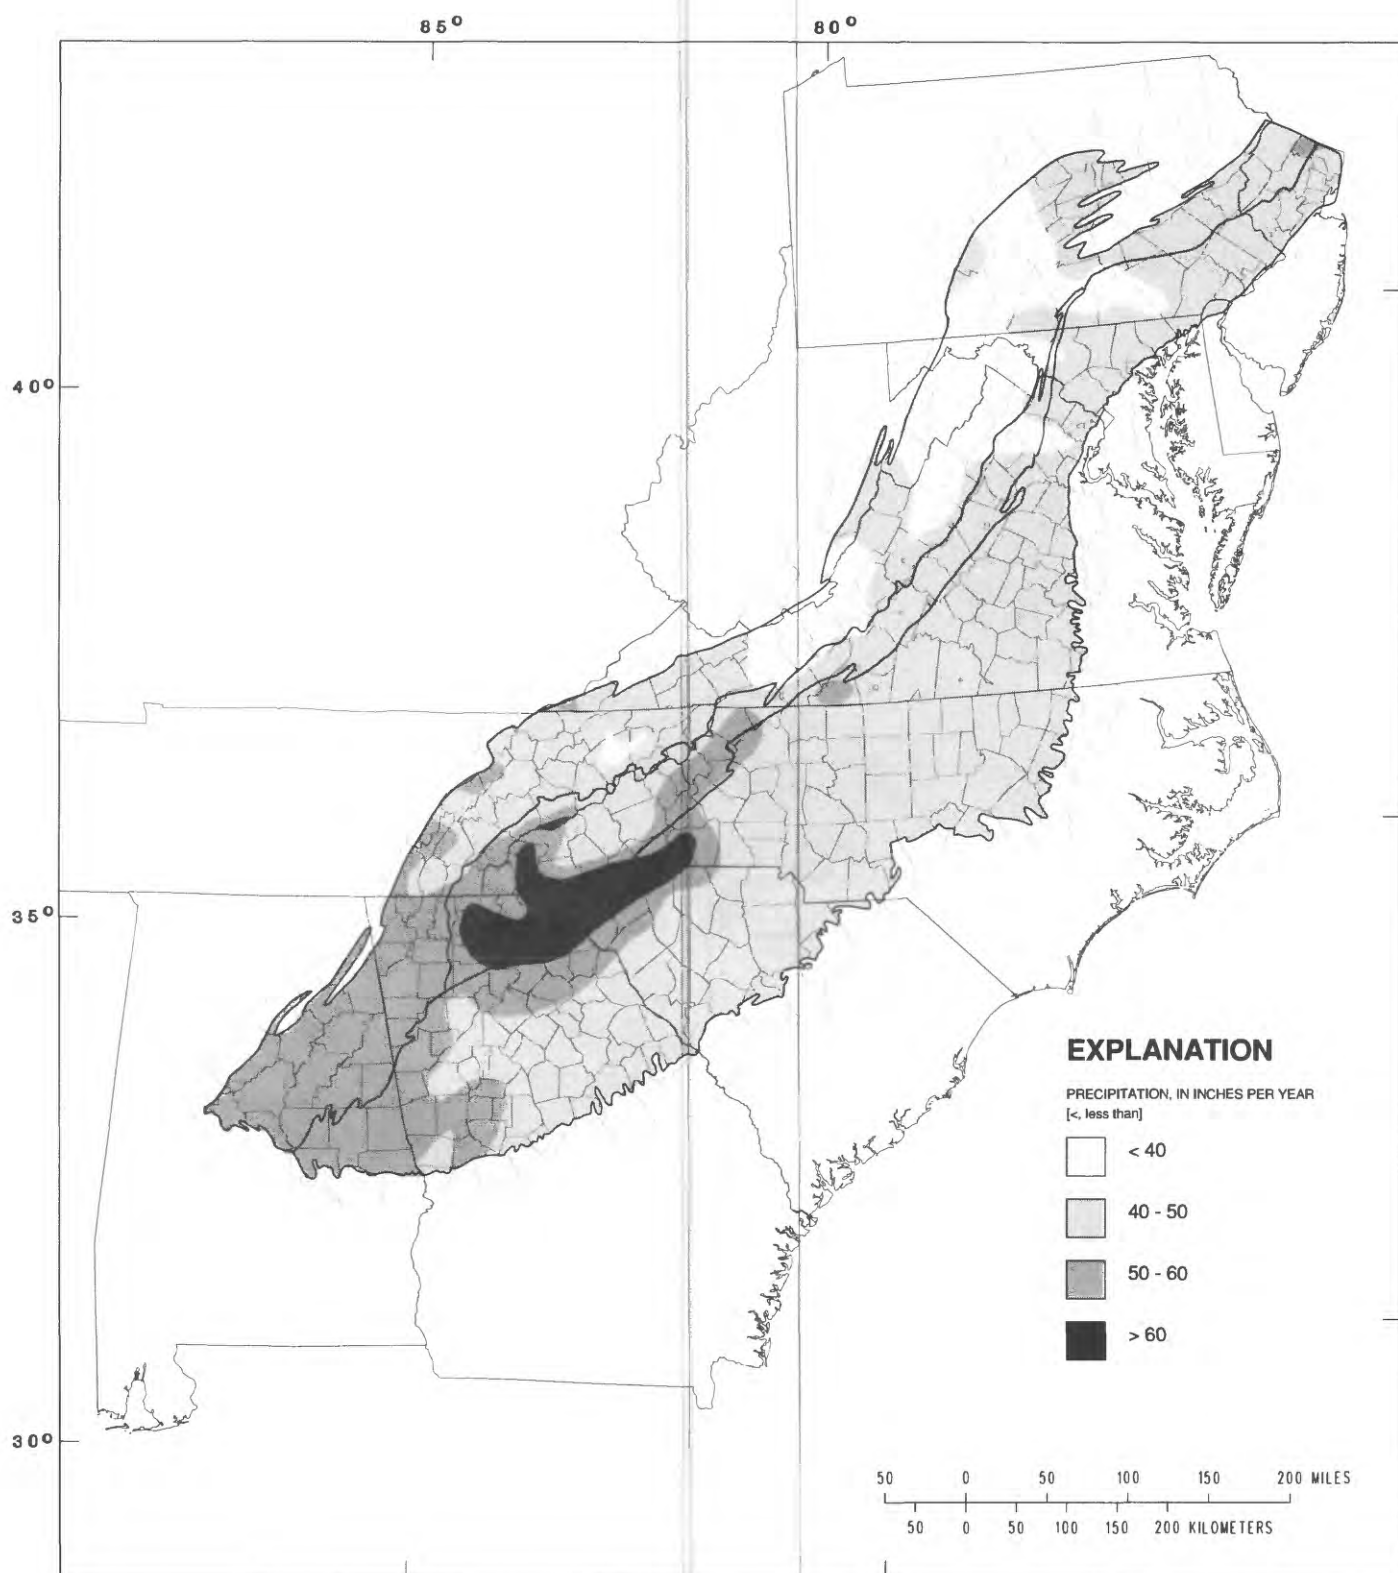 85°
80°
40°
35°
30°
EXPLANATION
PRECIPITATION, IN INCHES PER YEAR
[<, less than]
< 40
40 - 50
50 - 60
> 60
50 0 50 100 150 200 MILES
50 0 50 100 150 200 KILOMETERS